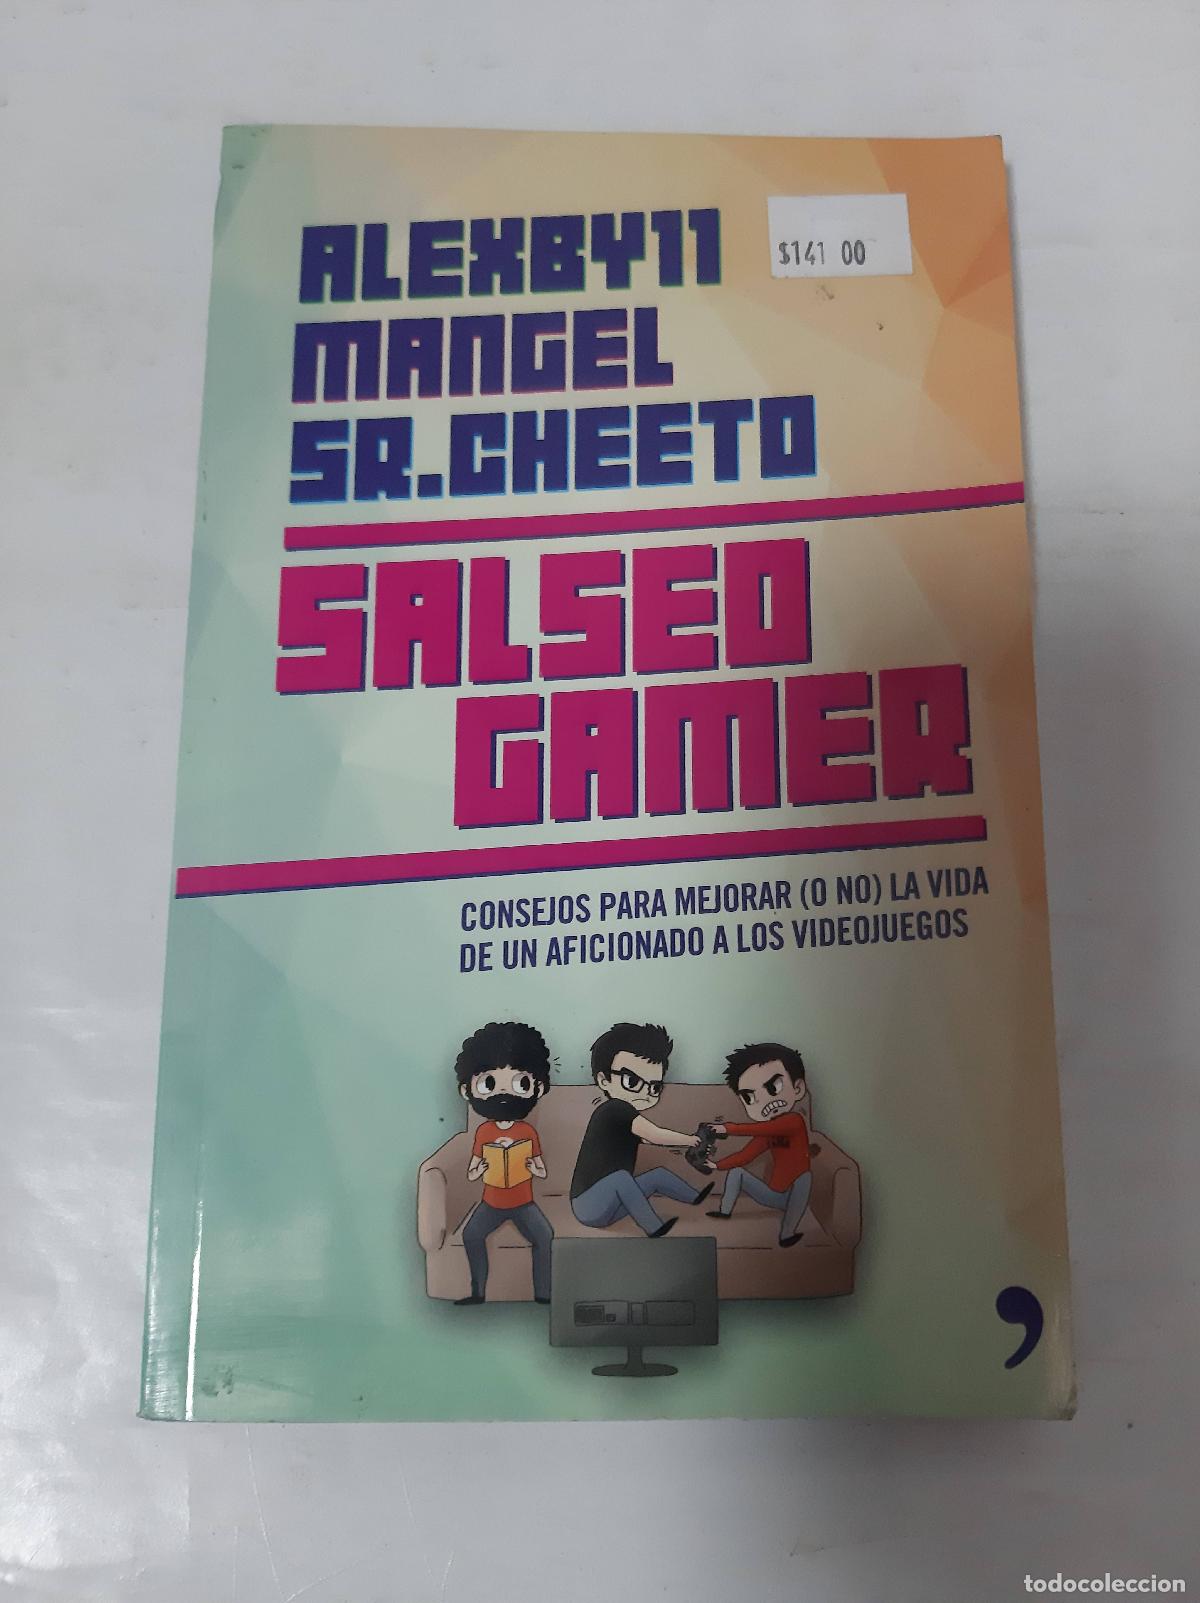 ALEXBY11
$141 00
MANGEL
SR.CHEETO
SALSEO
GAMER
CONSEJOS PARA MEJORAR (O NO) LA VIDA
DE UN AFICIONADO A LOS VIDEOJUEGOS
todocoleccion